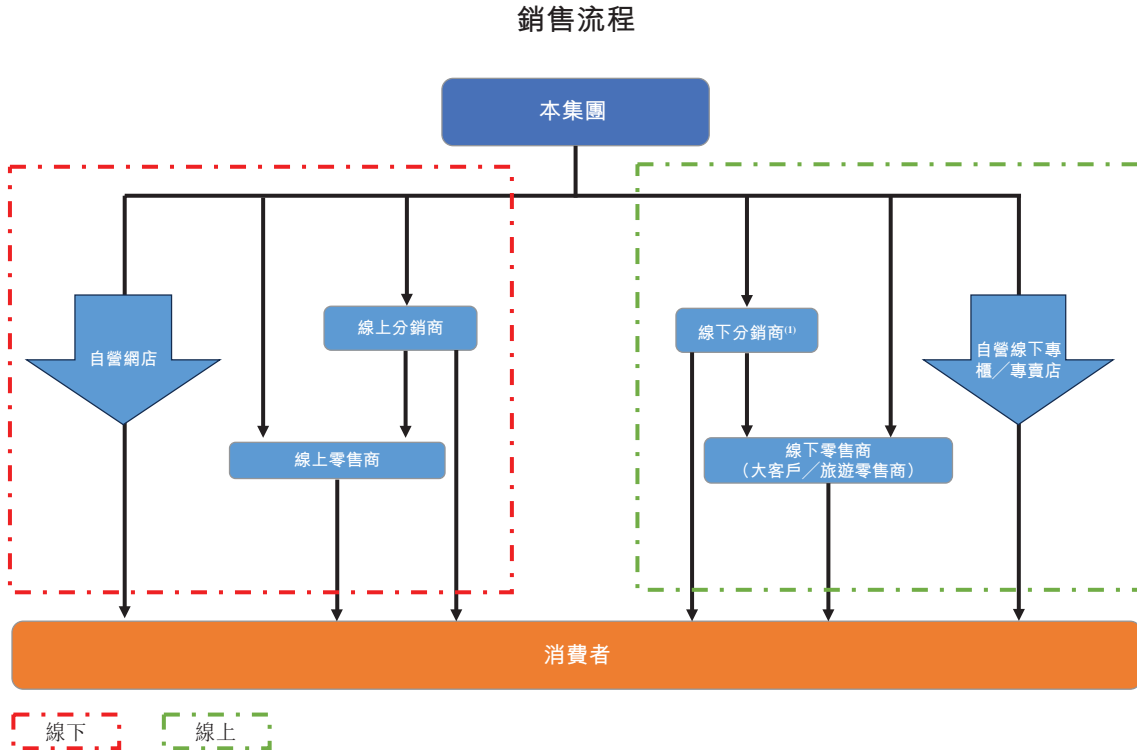 銷售流程
本集團
自營網店
線上分銷商
線下分銷商(1)
自營線下專
櫃／專賣店
線上零售商
線下零售商
（大客戶／旅遊零售商）
消費者
線下
線上